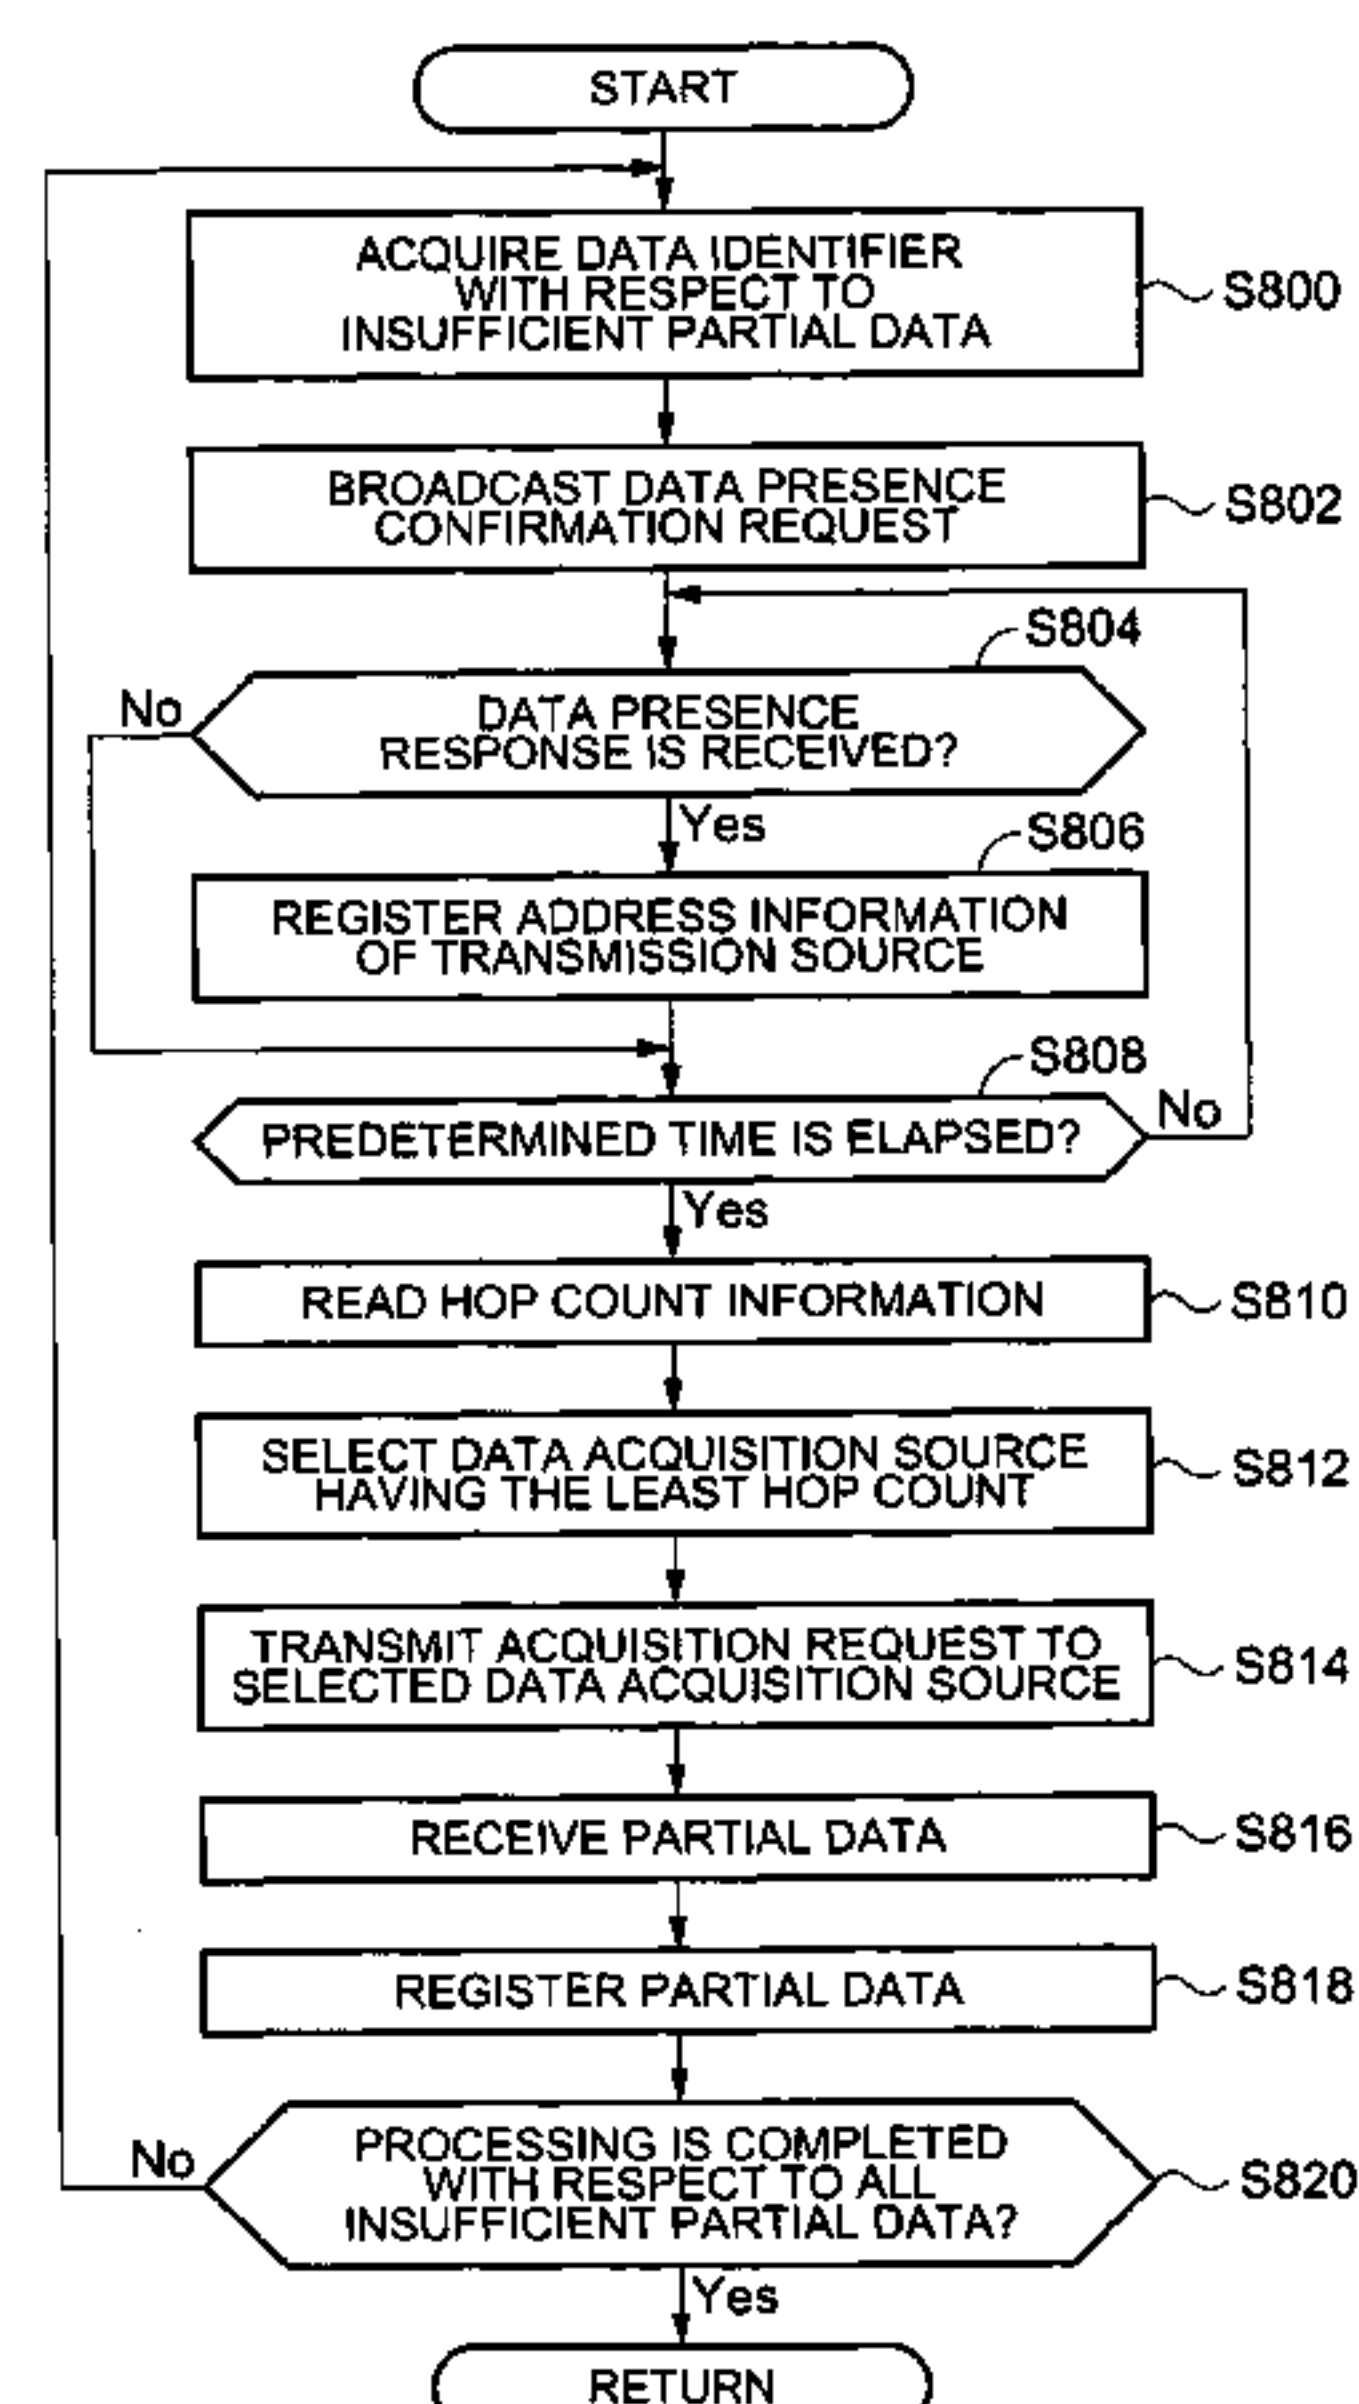 START
ACQUIRE DATA IDENTIFIER
WITH RESPECT TO
INSUFFICIENT PARTIAL DATA
S800
BROADCAST DATA PRESENCE
CONFIRMATION REQUEST
S802
S804
No
DATA PRESENCE
RESPONSE IS RECEIVED?
Yes
S806
REGISTER ADDRESS INFORMATION
OF TRANSMISSION SOURCE
S808
PREDETERMINED TIME IS ELAPSED?
No
Yes
READ HOP COUNT INFORMATION
S810
SELECT DATA ACQUISITION SOURCE
HAVING THE LEAST HOP COUNT
S812
TRANSMIT ACQUISITION REQUEST TO
SELECTED DATA ACQUISITION SOURCE
S814
RECEIVE PARTIAL DATA
S816
REGISTER PARTIAL DATA
S818
No
PROCESSING IS COMPLETED
WITH RESPECT TO ALL
INSUFFICIENT PARTIAL DATA?
S820
Yes
RETURN